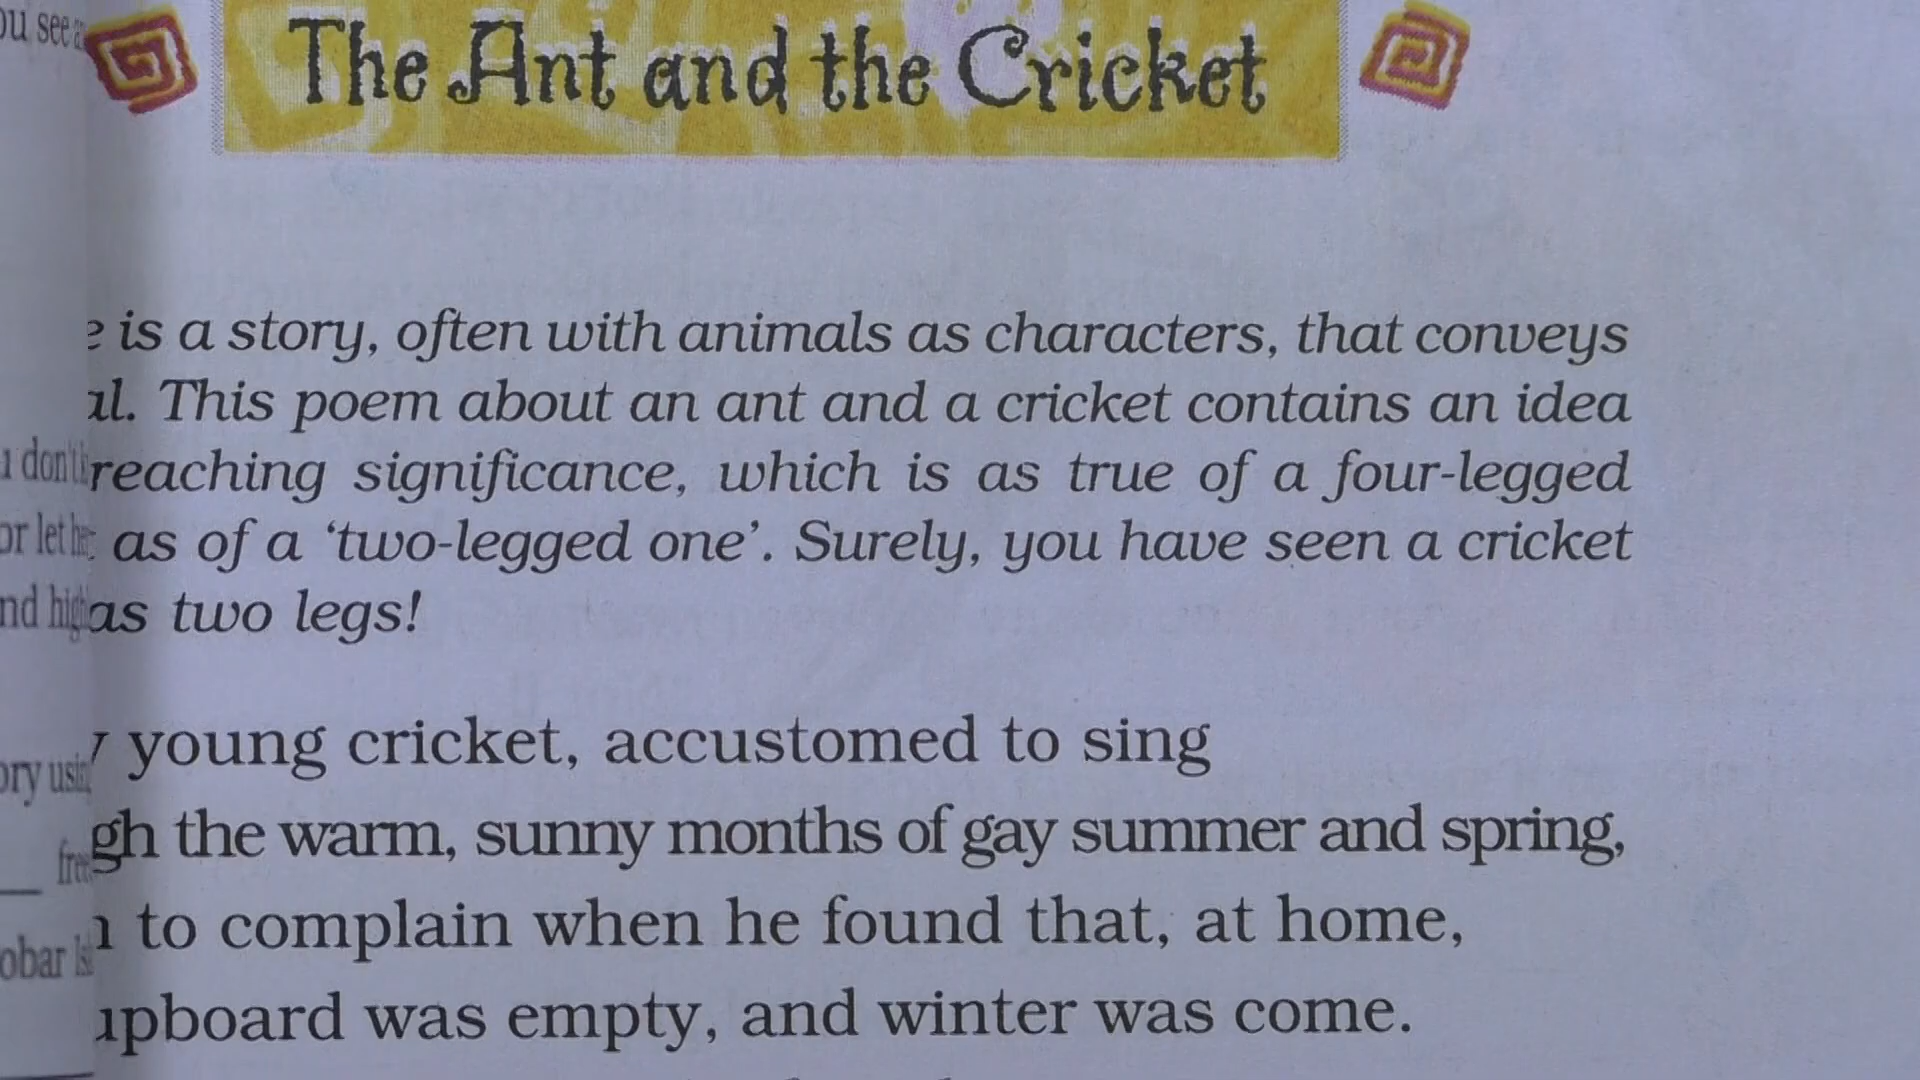 The Ant and the Cricket
is a story, often with animals as characters, that conveys
This poem about an ant and a cricket contains an idea
reaching significance, which is as true of a four-legged
as of a ‘two-legged one’. Surely, you have seen a cricket
as two legs!
young cricket, accustomed to sing
gh the warm, sunny months of gay summer and spring,
to complain when he found that, at home,
pboard was empty, and winter was come.